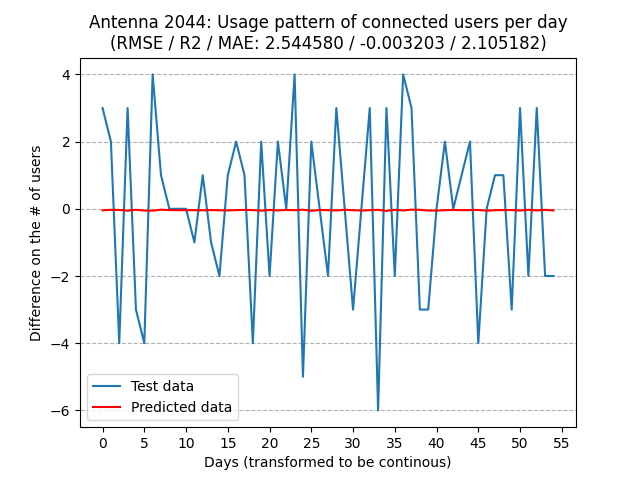 Antenna 2044: Usage pattern of connected users per day
(RMSE / R2 / MAE: 2.544580 / -0.003203 / 2.105182)
4
2
0
−2
−4
−6
Difference on the # of users
Test data
Predicted data
0 5 10 15 20 25 30 35 40 45 50 55
Days (transformed to be continous)